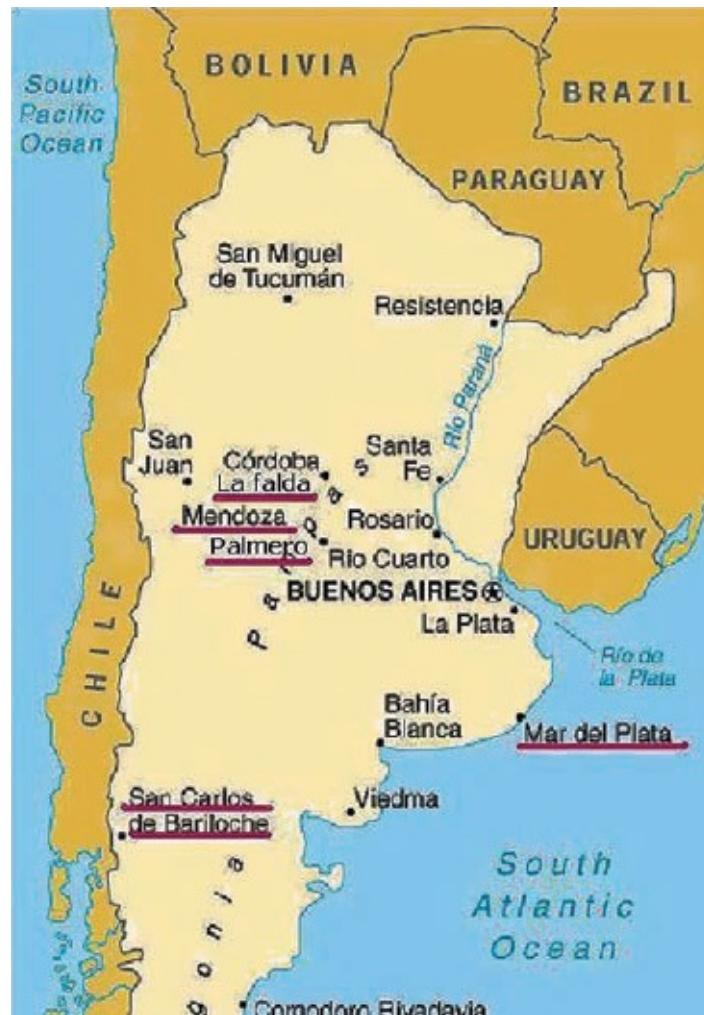 BOLIVIA
South
Pacific
Ocean
BRAZIL
PARAGUAY
San Miguel
de Tucumán
Resistencia
Río Paraná
San
Juan
Córdoba
La falda
Santa
Fe
Mendoza
Rosario
URUGUAY
Palmero
Rio Cuarto
BUENOS AIRES
La Plata
Pampas
CHILE
Río de
la Plata
Bahía
Blanca
Mar del Plata
San Carlos
de Bariloche
Viedma
South
Atlantic
Ocean
gonia
Comodoro Rivadavia